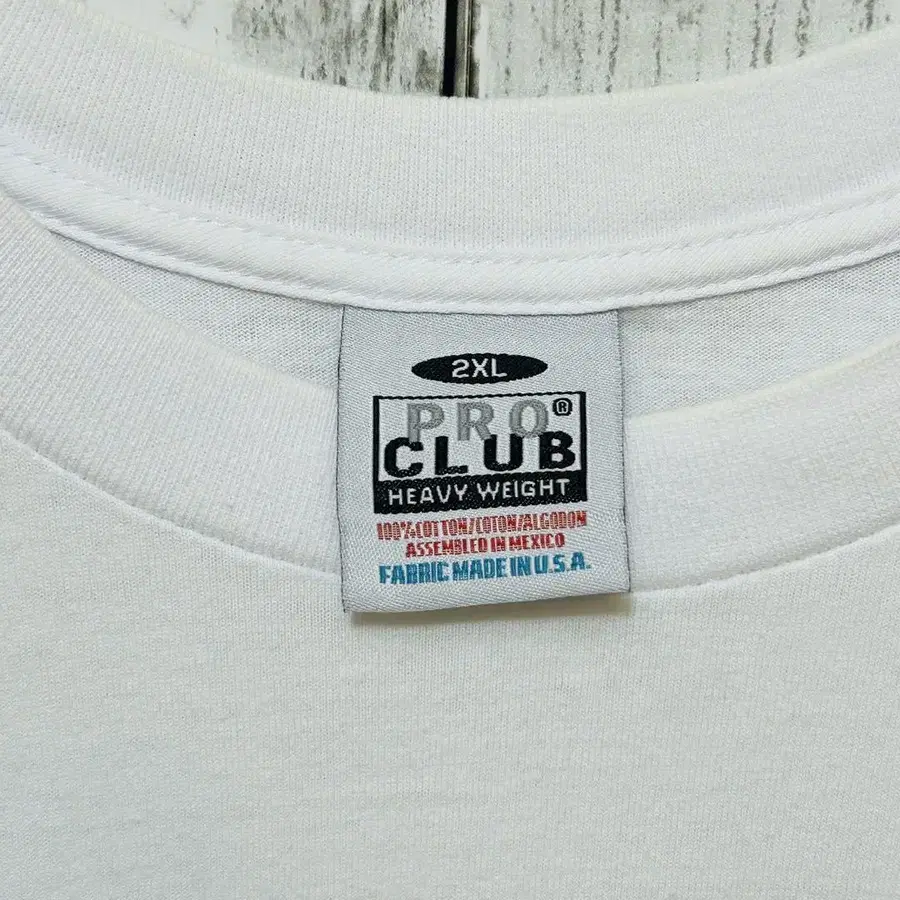 2XL
PRO®
CLUB
HEAVY WEIGHT
100%COTTON/COTON/ALGODON
ASSEMBLED IN MEXICO
FABRIC MADE IN U.S.A.